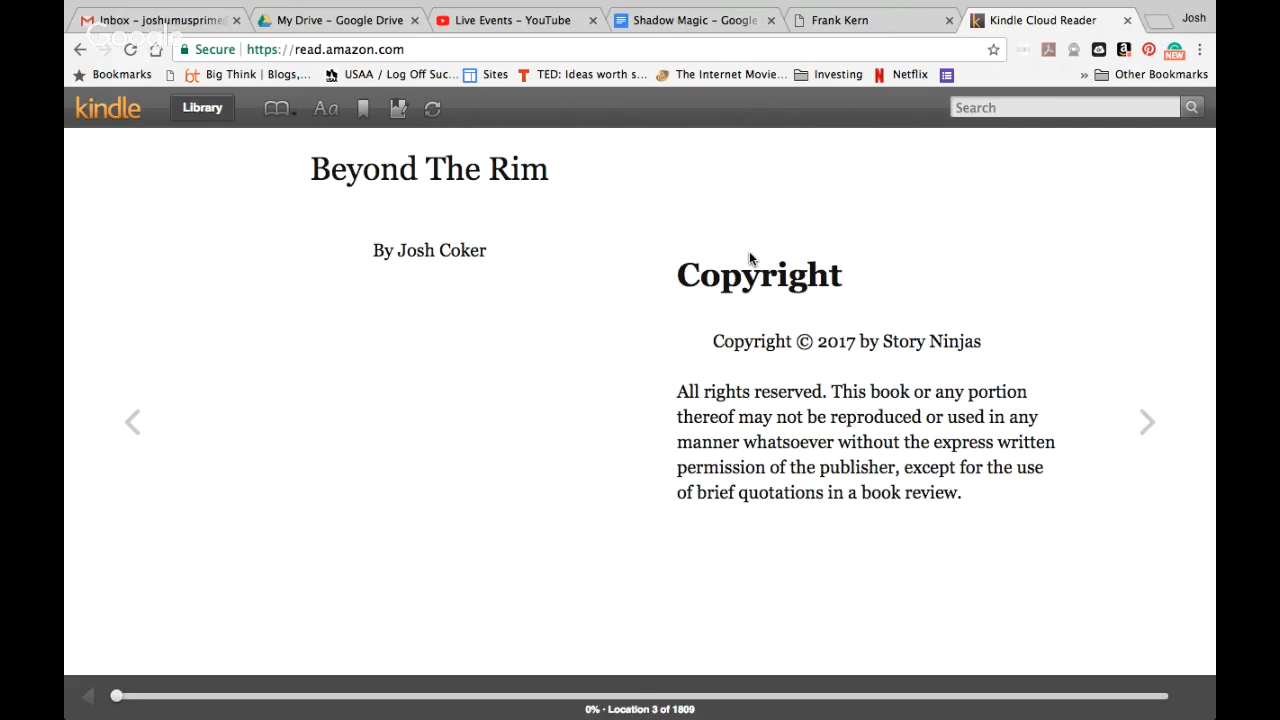 Inbox – joshumusprime
My Drive – Google Drive
Live Events – YouTube
Shadow Magic – Google
Frank Kern
Kindle Cloud Reader
Josh
Google
Secure
https://read.amazon.com
NEW
Bookmarks
Big Think | Blogs,...
USAA / Log Off Suc...
Sites
TED: Ideas worth s...
The Internet Movie...
Investing
Netflix
»
Other Bookmarks
kindle
Library
Aa
Search
Beyond The Rim
By Josh Coker
Copyright
Copyright © 2017 by Story Ninjas
All rights reserved. This book or any portion
thereof may not be reproduced or used in any
manner whatsoever without the express written
permission of the publisher, except for the use
of brief quotations in a book review.
0% · Location 3 of 1809